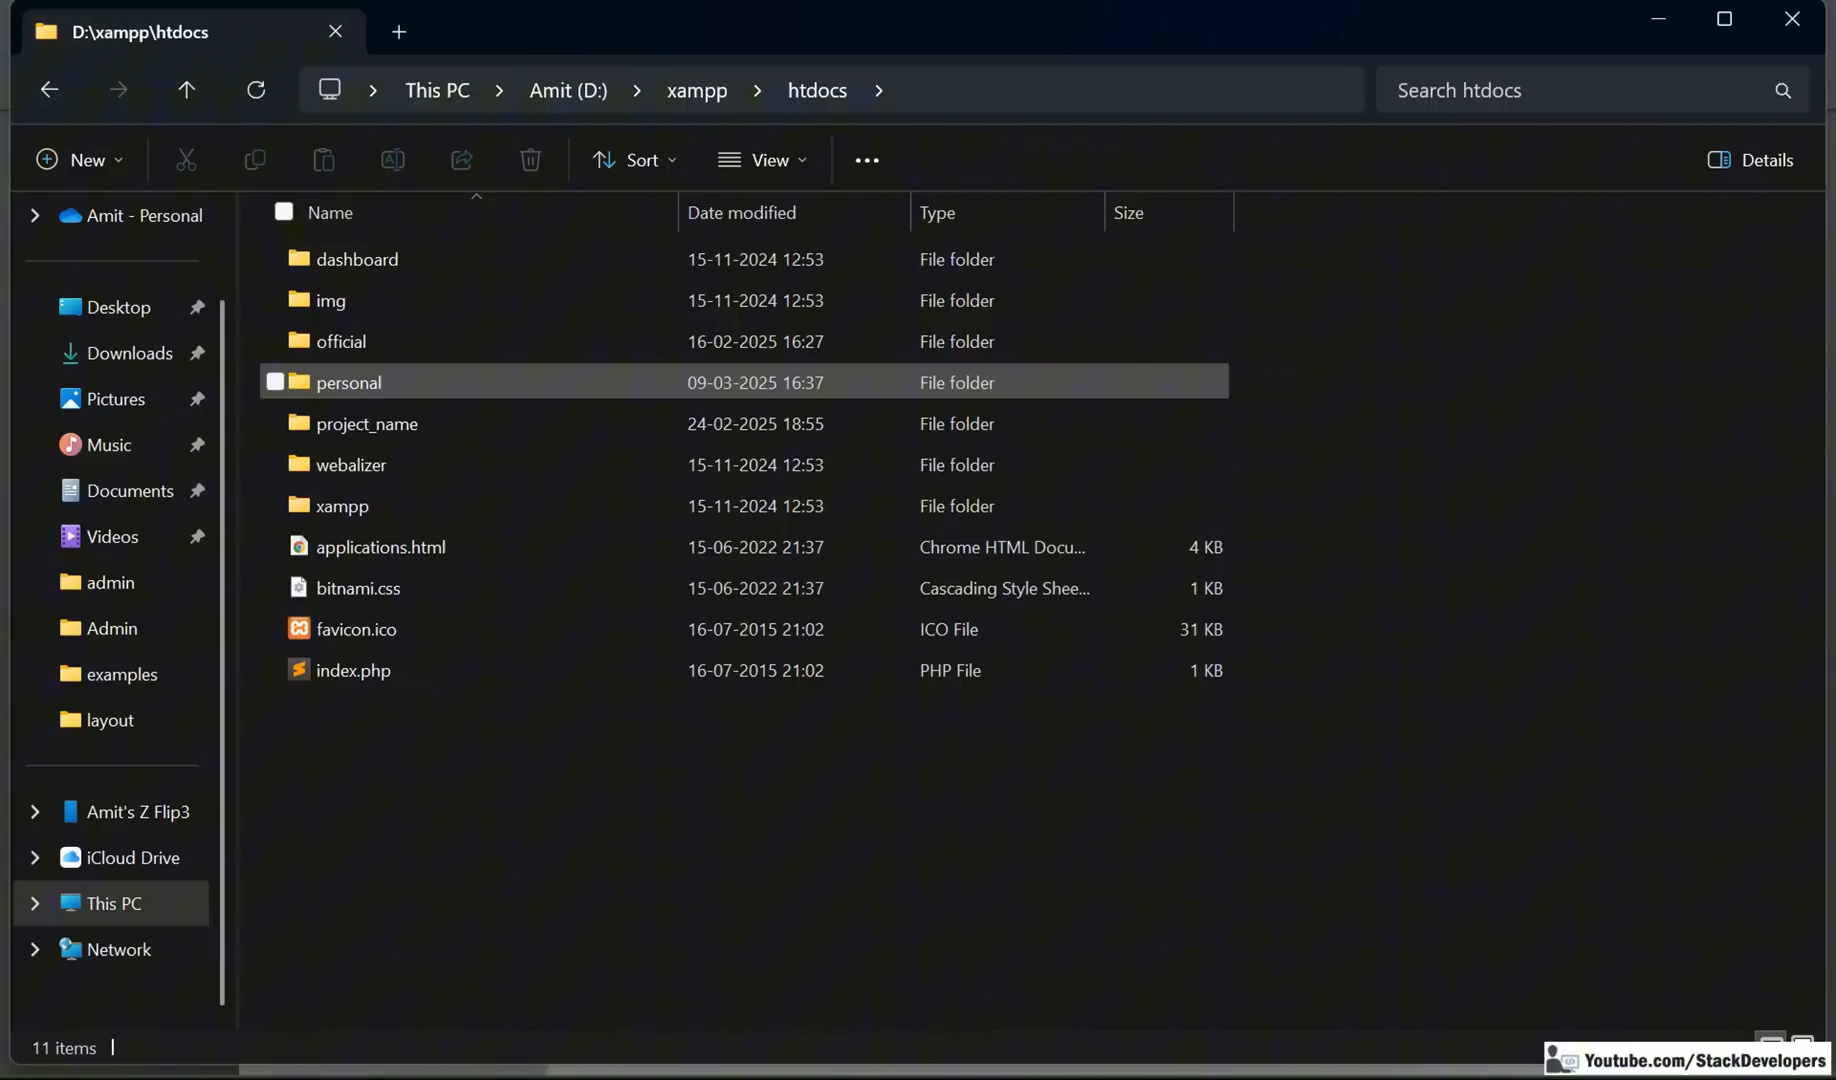 D:\xampp\htdocs
This PC
Amit (D:)
xampp
htdocs
Search htdocs
New
Sort
View
Details
Name
Date modified
Type
Size
Amit - Personal
Desktop
Downloads
Pictures
Music
Documents
Videos
admin
Admin
examples
layout
Amit's Z Flip3
iCloud Drive
This PC
Network
dashboard 15-11-2024 12:53 File folder
img 15-11-2024 12:53 File folder
official 16-02-2025 16:27 File folder
personal 09-03-2025 16:37 File folder
project_name 24-02-2025 18:55 File folder
webalizer 15-11-2024 12:53 File folder
xampp 15-11-2024 12:53 File folder
applications.html 15-06-2022 21:37 Chrome HTML Docu... 4 KB
bitnami.css 15-06-2022 21:37 Cascading Style Shee... 1 KB
favicon.ico 16-07-2015 21:02 ICO File 31 KB
index.php 16-07-2015 21:02 PHP File 1 KB
11 items
Youtube.com/StackDevelopers